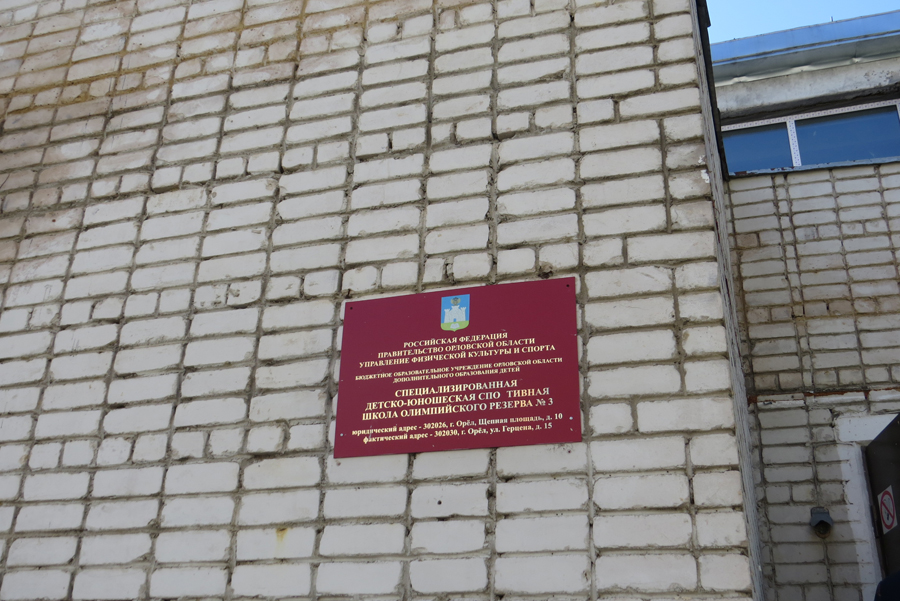 РОССИЙСКАЯ ФЕДЕРАЦИЯ
ПРАВИТЕЛЬСТВО ОРЛОВСКОЙ ОБЛАСТИ
УПРАВЛЕНИЕ ФИЗИЧЕСКОЙ КУЛЬТУРЫ И СПОРТА
БЮДЖЕТНОЕ ОБРАЗОВАТЕЛЬНОЕ УЧРЕЖДЕНИЕ ОРЛОВСКОЙ ОБЛАСТИ
ДОПОЛНИТЕЛЬНОГО ОБРАЗОВАНИЯ ДЕТЕЙ
СПЕЦИАЛИЗИРОВАННАЯ
ДЕТСКО-ЮНОШЕСКАЯ СПО ТИВНАЯ
ШКОЛА ОЛИМПИЙСКОГО РЕЗЕРВА № 3
юридический адрес - 302026, г. Орёл, Щепная площадь, д. 10
фактический адрес - 302030, г. Орёл, ул. Герцена, д. 15